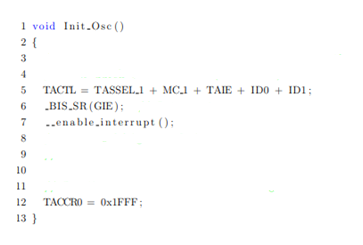 1 void Init_Osc()
2 {
3
4
5 TACTL = TASSEL_1 + MC_1 + TAIE + ID0 + ID1;
6 _BIS_SR(GIE);
7 __enable_interrupt();
8
9
10
11
12 TACCR0 = 0x1FFF;
13 }